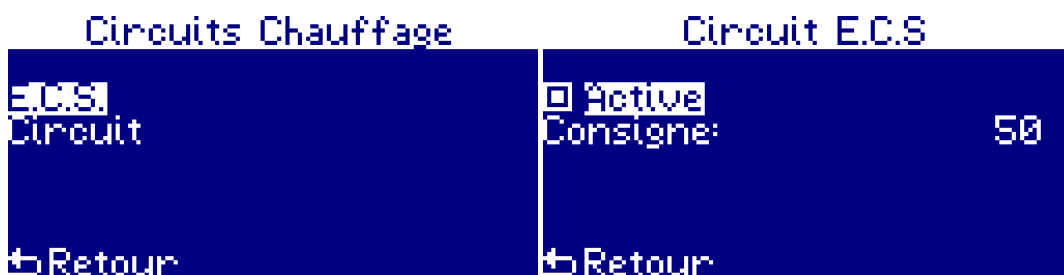 Circuits Chauffage
E.C.S.
Circuit
Retour
Circuit E.C.S
Active
Consigne: 50
Retour